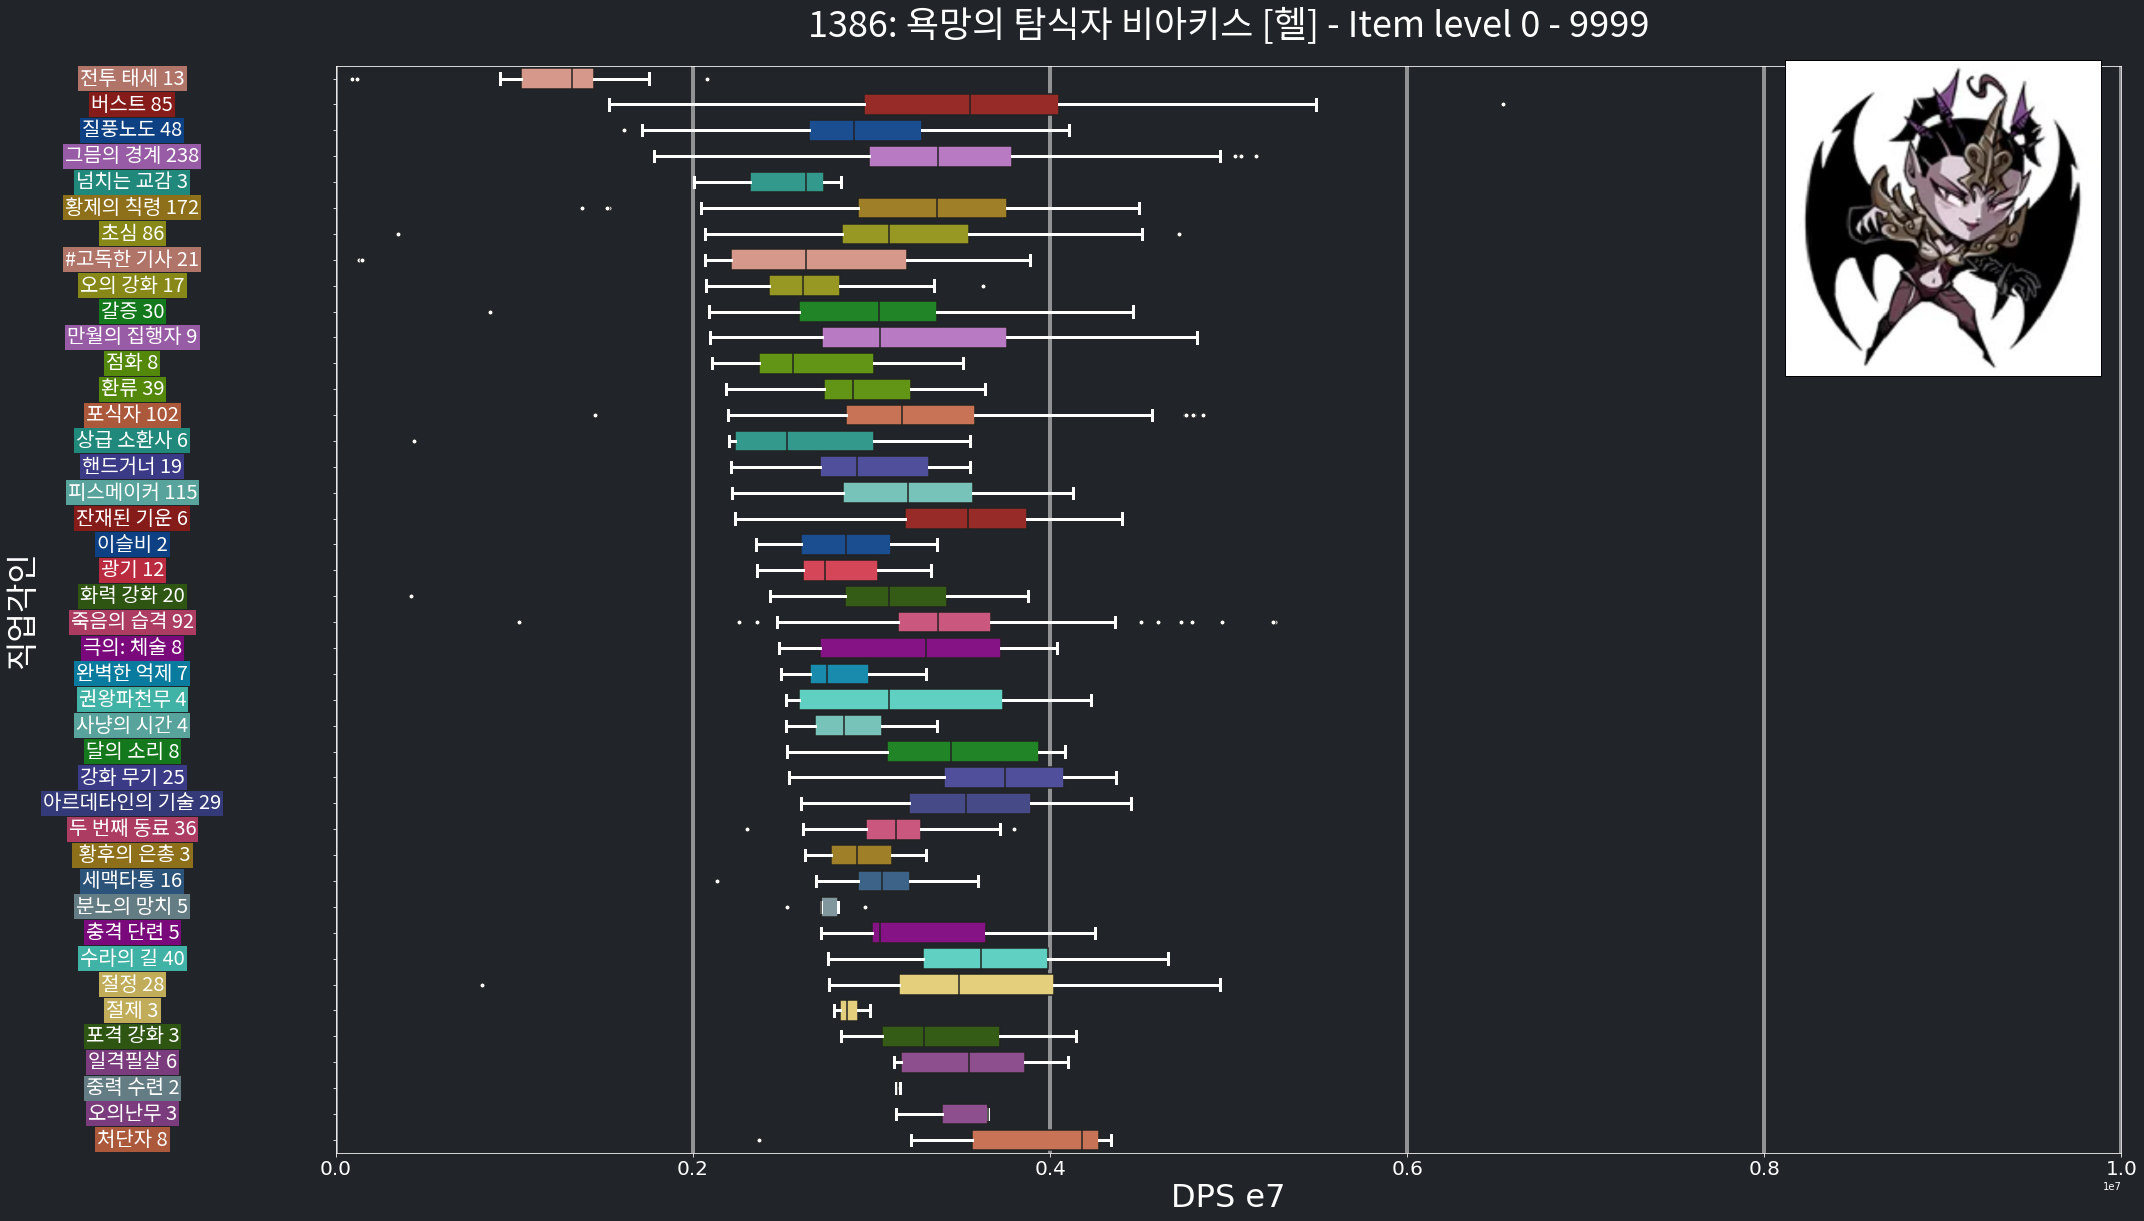 1386: 욕망의 탐식자 비아키스 [헬] - Item level 0 - 9999
직업각인
전투 태세 13
버스트 85
질풍노도 48
그믐의 경계 238
넘치는 교감 3
황제의 칙령 172
초심 86
#고독한 기사 21
오의 강화 17
갈증 30
만월의 집행자 9
점화 8
환류 39
포식자 102
상급 소환사 6
핸드거너 19
피스메이커 115
잔재된 기운 6
이슬비 2
광기 12
화력 강화 20
죽음의 습격 92
극의: 체술 8
완벽한 억제 7
권왕파천무 4
사냥의 시간 4
달의 소리 8
강화 무기 25
아르데타인의 기술 29
두 번째 동료 36
황후의 은총 3
세맥타통 16
분노의 망치 5
충격 단련 5
수라의 길 40
절정 28
절제 3
포격 강화 3
일격필살 6
중력 수련 2
오의난무 3
처단자 8
0.0 0.2 0.4 0.6 0.8 1.0
1e7
DPS e7